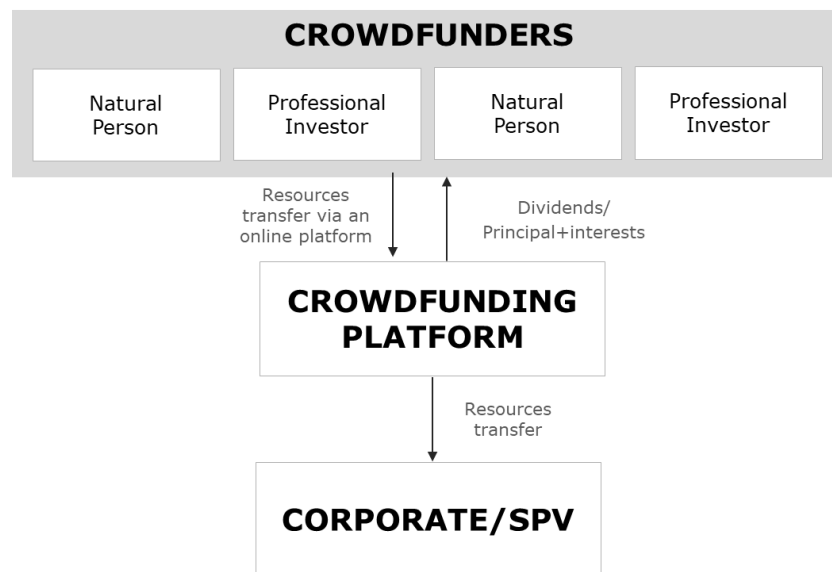 CROWDFUNDERS
Natural
Person
Professional
Investor
Natural
Person
Professional
Investor
Resources
transfer via an
online platform
Dividends/
Principal+interests
CROWDFUNDING
PLATFORM
Resources
transfer
CORPORATE/SPV